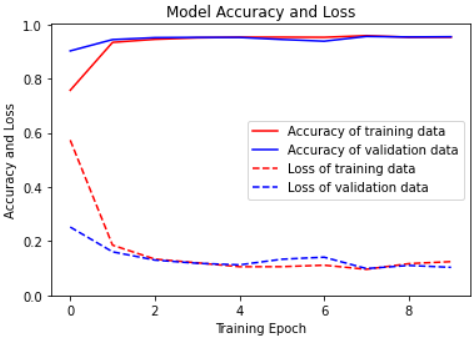 Model Accuracy and Loss
1.0
0.8
0.6
0.4
0.2
0.0
Accuracy and Loss
Accuracy of training data
Accuracy of validation data
Loss of training data
Loss of validation data
0 2 4 6 8
Training Epoch